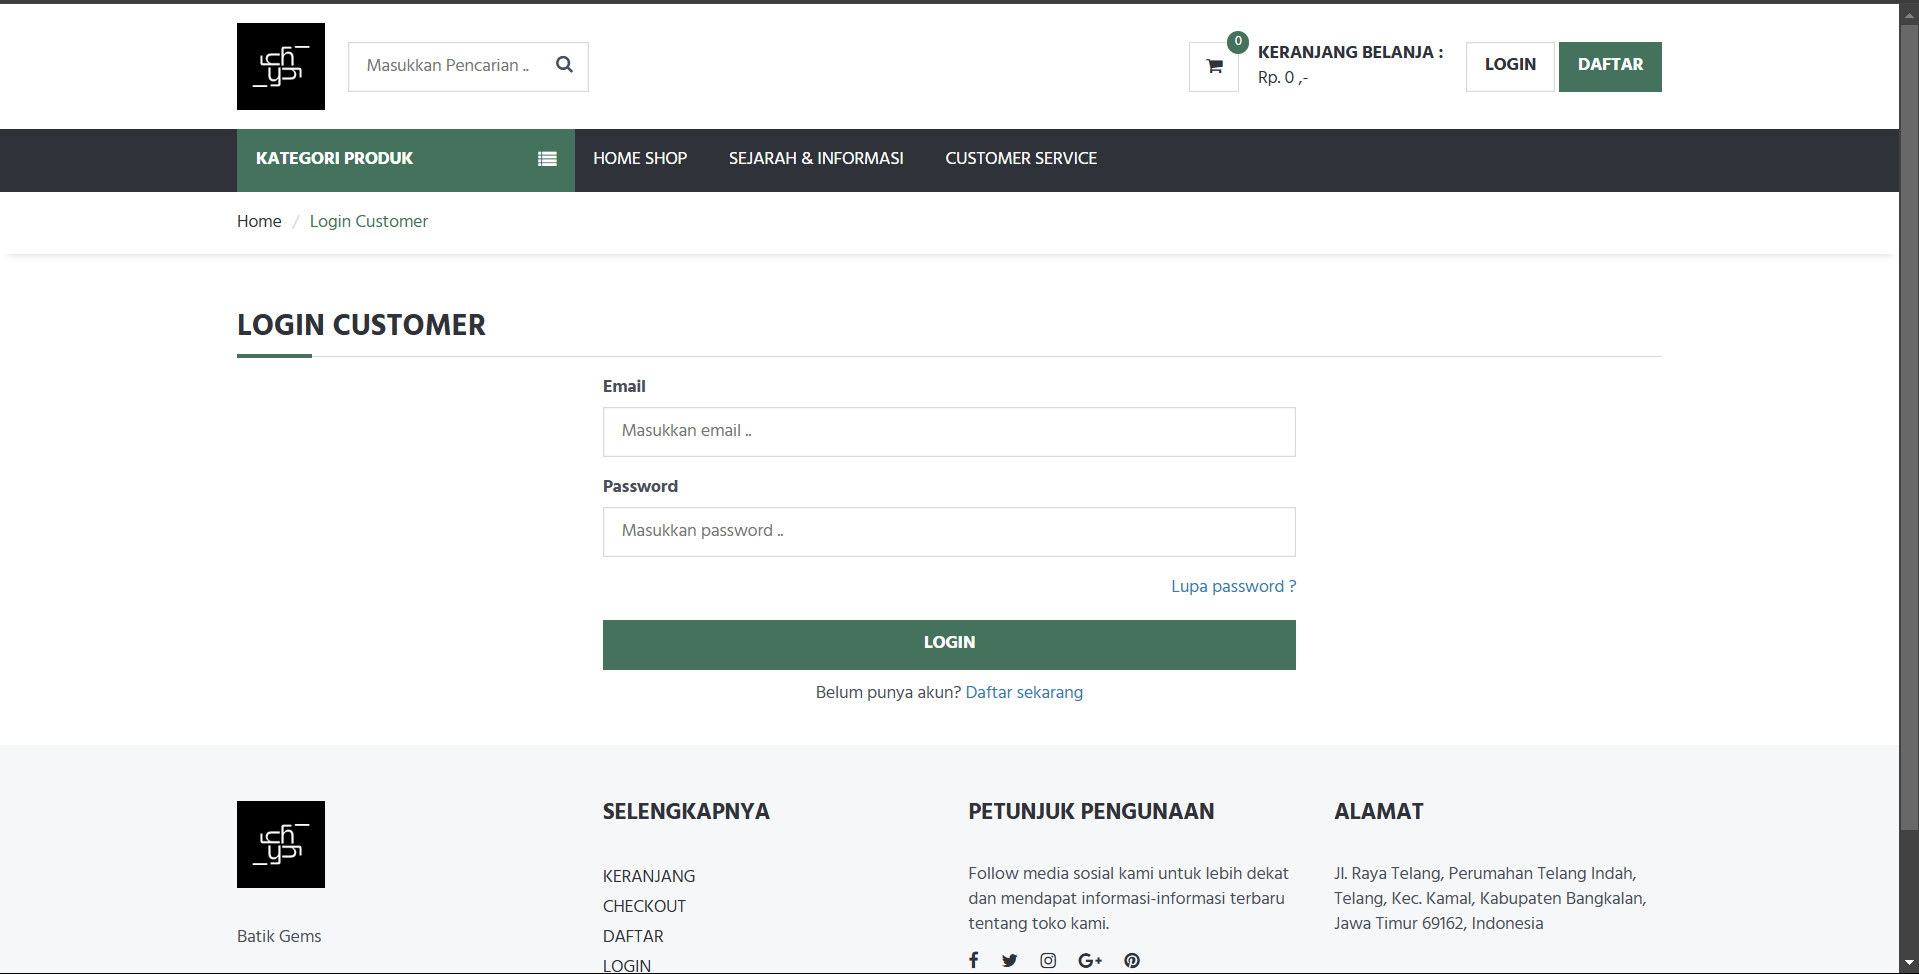 Masukkan Pencarian ..
0
KERANJANG BELANJA :
Rp. 0 ,-
LOGIN
DAFTAR
KATEGORI PRODUK
HOME SHOP
SEJARAH & INFORMASI
CUSTOMER SERVICE
Home / Login Customer
LOGIN CUSTOMER
Email
Masukkan email ..
Password
Masukkan password ..
Lupa password ?
LOGIN
Belum punya akun? Daftar sekarang
Batik Gems
SELENGKAPNYA
KERANJANG
CHECKOUT
DAFTAR
LOGIN
PETUNJUK PENGUNAAN
Follow media sosial kami untuk lebih dekat
dan mendapat informasi-informasi terbaru
tentang toko kami.
ALAMAT
Jl. Raya Telang, Perumahan Telang Indah,
Telang, Kec. Kamal, Kabupaten Bangkalan,
Jawa Timur 69162, Indonesia